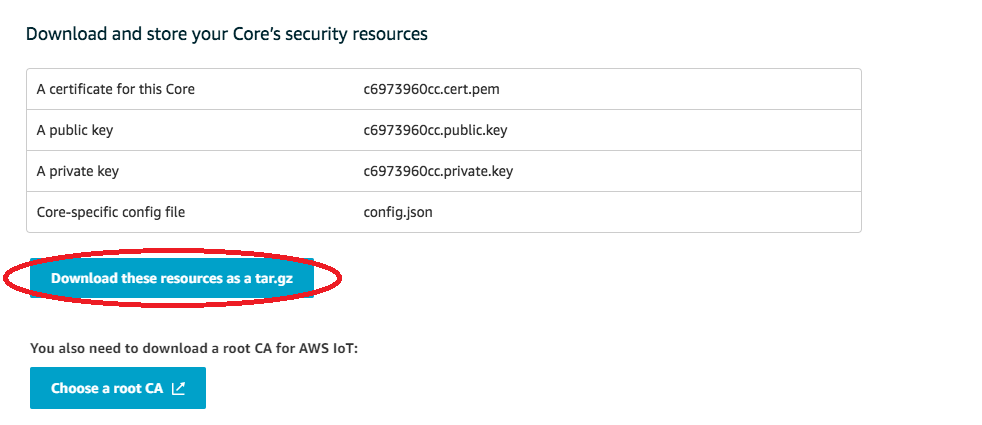 Download and store your Core's security resources
A certificate for this Core c6973960cc.cert.pem
A public key c6973960cc.public.key
A private key c6973960cc.private.key
Core-specific config file config.json
Download these resources as a tar.gz
You also need to download a root CA for AWS IoT:
Choose a root CA